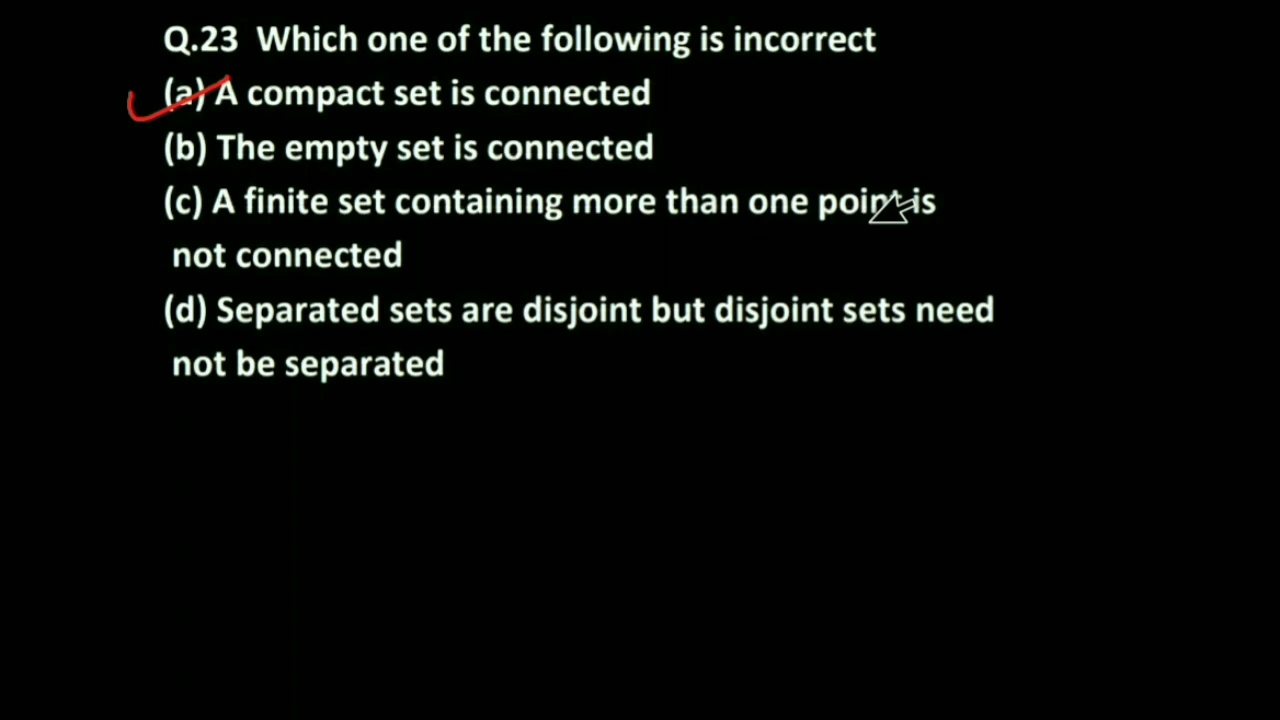 Q.23 Which one of the following is incorrect
(a) A compact set is connected
(b) The empty set is connected
(c) A finite set containing more than one point is
not connected
(d) Separated sets are disjoint but disjoint sets need
not be separated